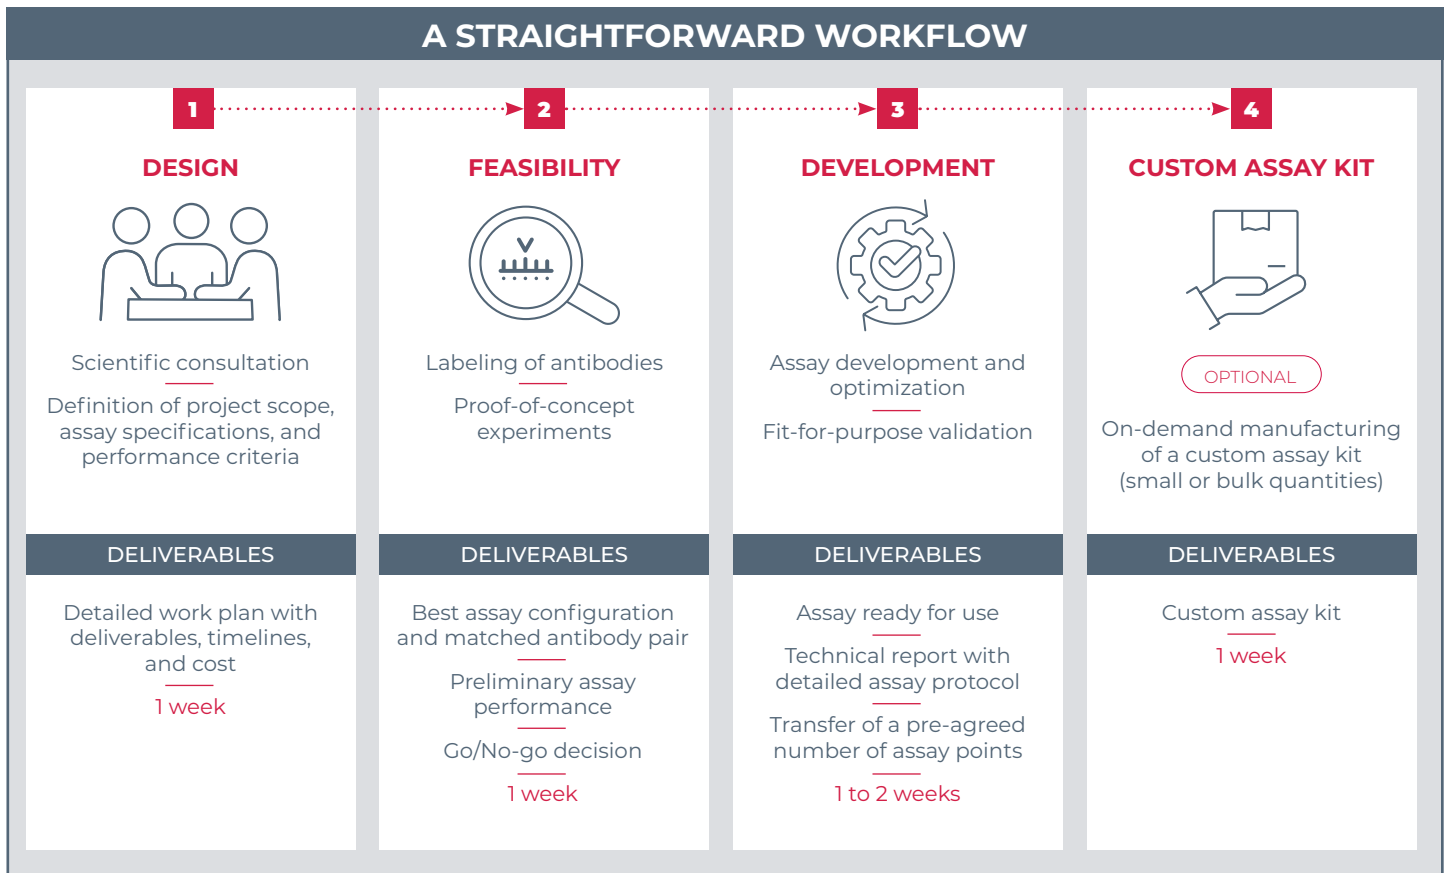 A STRAIGHTFORWARD WORKFLOW
1
DESIGN
Scientific consultation
Definition of project scope,
assay specifications, and
performance criteria
DELIVERABLES
Detailed work plan with
deliverables, timelines,
and cost
1 week
2
FEASIBILITY
Labeling of antibodies
Proof-of-concept
experiments
DELIVERABLES
Best assay configuration
and matched antibody pair
Preliminary assay
performance
Go/No-go decision
1 week
3
DEVELOPMENT
Assay development and
optimization
Fit-for-purpose validation
DELIVERABLES
Assay ready for use
Technical report with
detailed assay protocol
Transfer of a pre-agreed
number of assay points
1 to 2 weeks
4
CUSTOM ASSAY KIT
OPTIONAL
On-demand manufacturing
of a custom assay kit
(small or bulk quantities)
DELIVERABLES
Custom assay kit
1 week